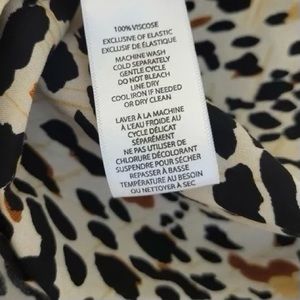 100% VISCOSE
EXCLUSIVE OF ELASTIC
EXCLUSIF DE ÉLASTIQUE
MACHINE WASH
COLD SEPARATELY
GENTLE CYCLE
DO NOT BLEACH
LINE DRY
COOL IRON IF NEEDED
OR DRY CLEAN
LAVER À LA MACHINE
À L'EAU FROIDE AU
CYCLE DÉLICAT
SÉPARÉMENT
NE PAS UTILISER DE
CHLORURE DÉCOLORANT
SUSPENDRE POUR SÉCHER
REPASSER À BASSE
TEMPÉRATURE AU BESOIN
OU NETTOYER À SEC